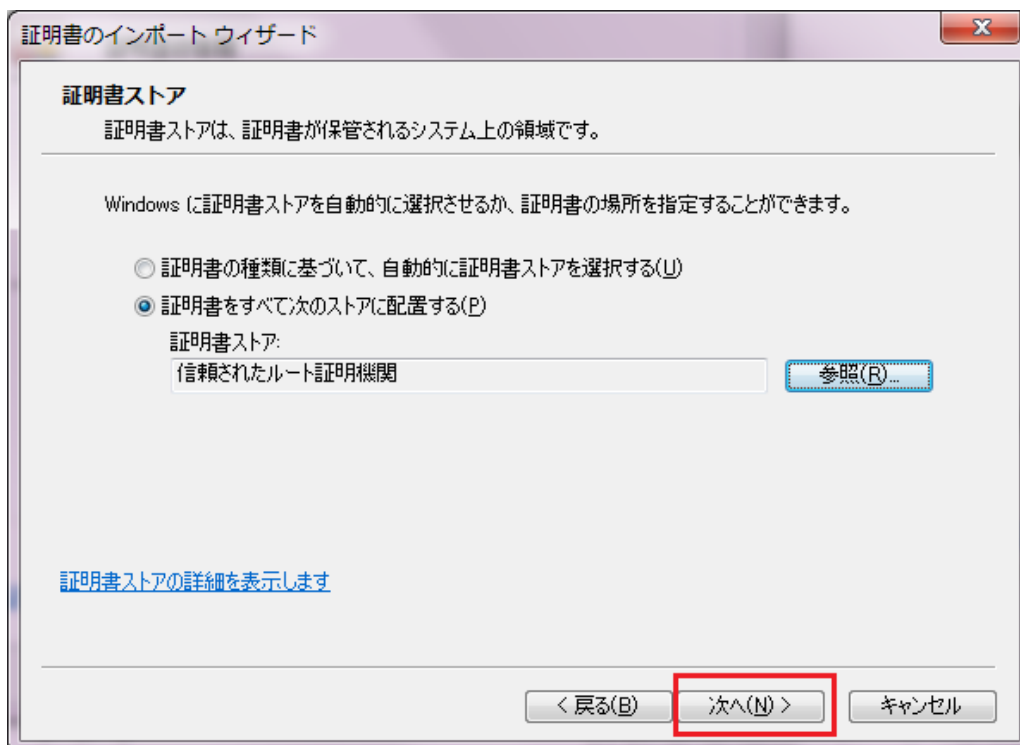 証明書のインポート ウィザード
証明書ストア
証明書ストアは、証明書が保管されるシステム上の領域です。
Windows に証明書ストアを自動的に選択させるか、証明書の場所を指定することができます。
証明書の種類に基づいて、自動的に証明書ストアを選択する(U)
証明書をすべて次のストアに配置する(P)
証明書ストア:
信頼されたルート証明機関
参照(R)...
証明書ストアの詳細を表示します
< 戻る(B)
次へ(N) >
キャンセル